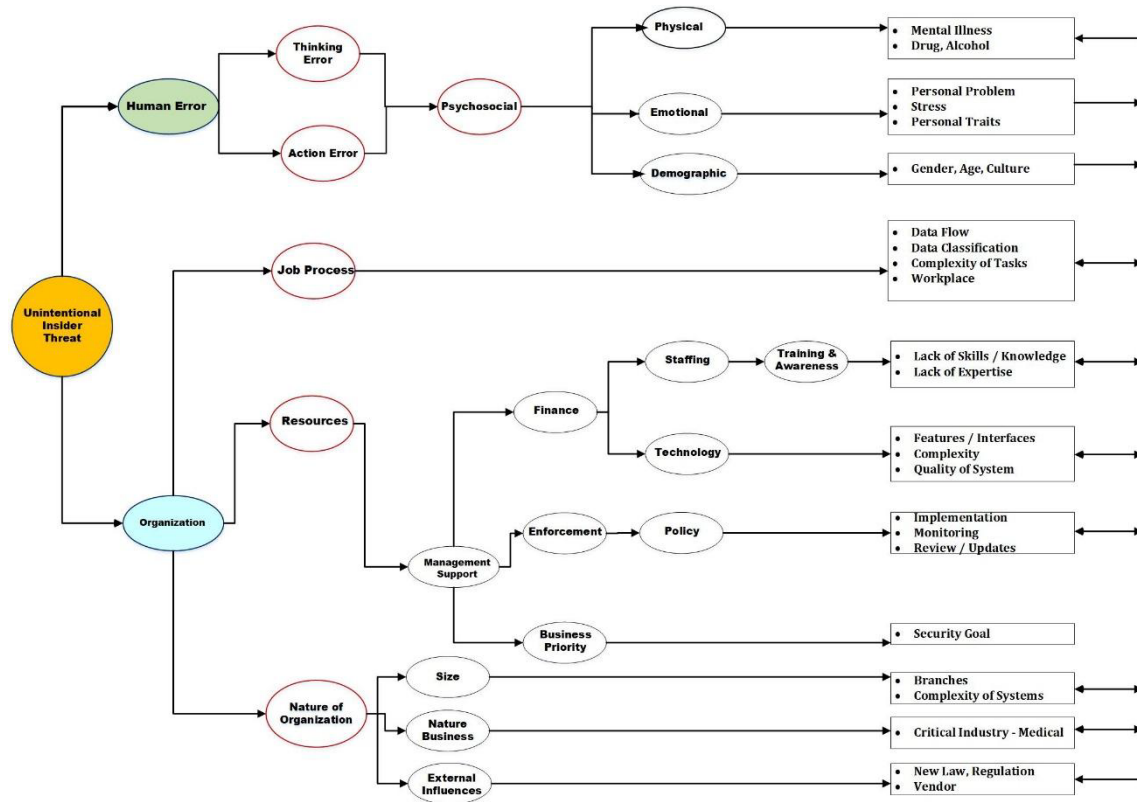 Physical
• Mental Illness
• Drug, Alcohol
Thinking
Error
Human Error
Psychosocial
Emotional
• Personal Problem
• Stress
• Personal Traits
Action Error
Demographic
• Gender, Age, Culture
Job Process
• Data Flow
• Data Classification
• Complexity of Tasks
• Workplace
Unintentional
Insider
Threat
Staffing
Training &
Awareness
• Lack of Skills / Knowledge
• Lack of Expertise
Finance
Resources
Technology
• Features / Interfaces
• Complexity
• Quality of System
Organization
Enforcement
Policy
• Implementation
• Monitoring
• Review / Updates
Management
Support
Business
Priority
• Security Goal
Size
• Branches
• Complexity of Systems
Nature of
Organization
Nature
Business
• Critical Industry - Medical
External
Influences
• New Law, Regulation
• Vendor